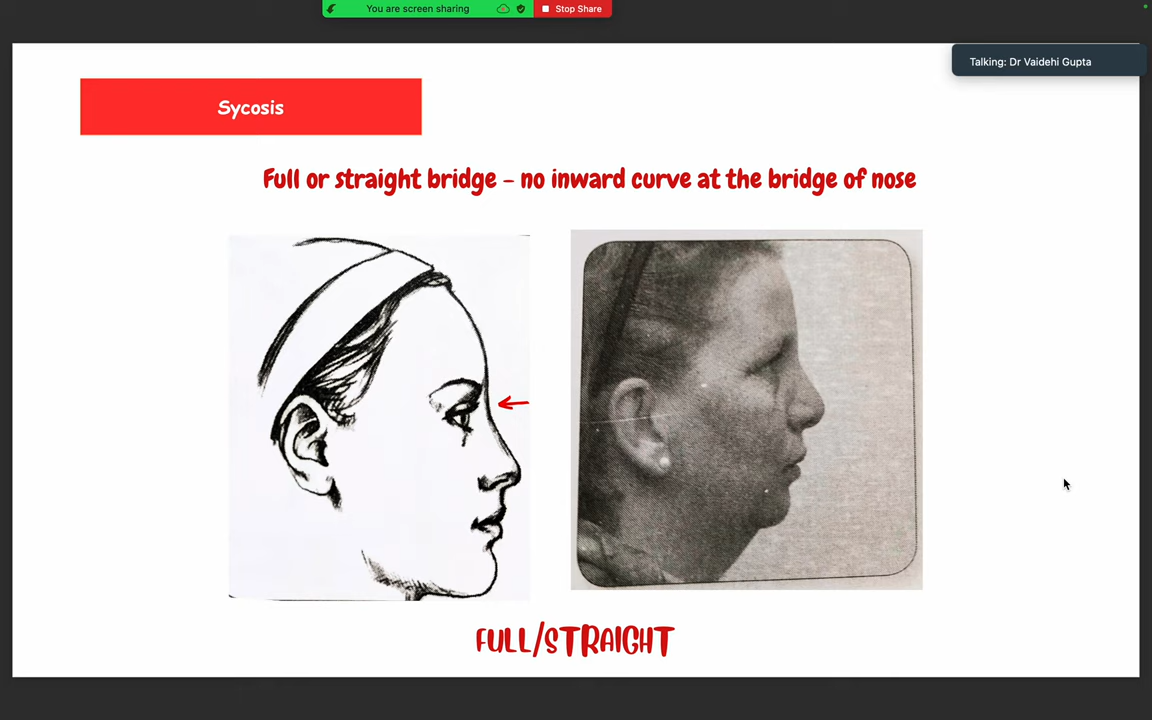 You are screen sharing
Stop Share
Talking: Dr Vaidehi Gupta
Sycosis
Full or straight bridge - no inward curve at the bridge of nose
FULL/STRAIGHT